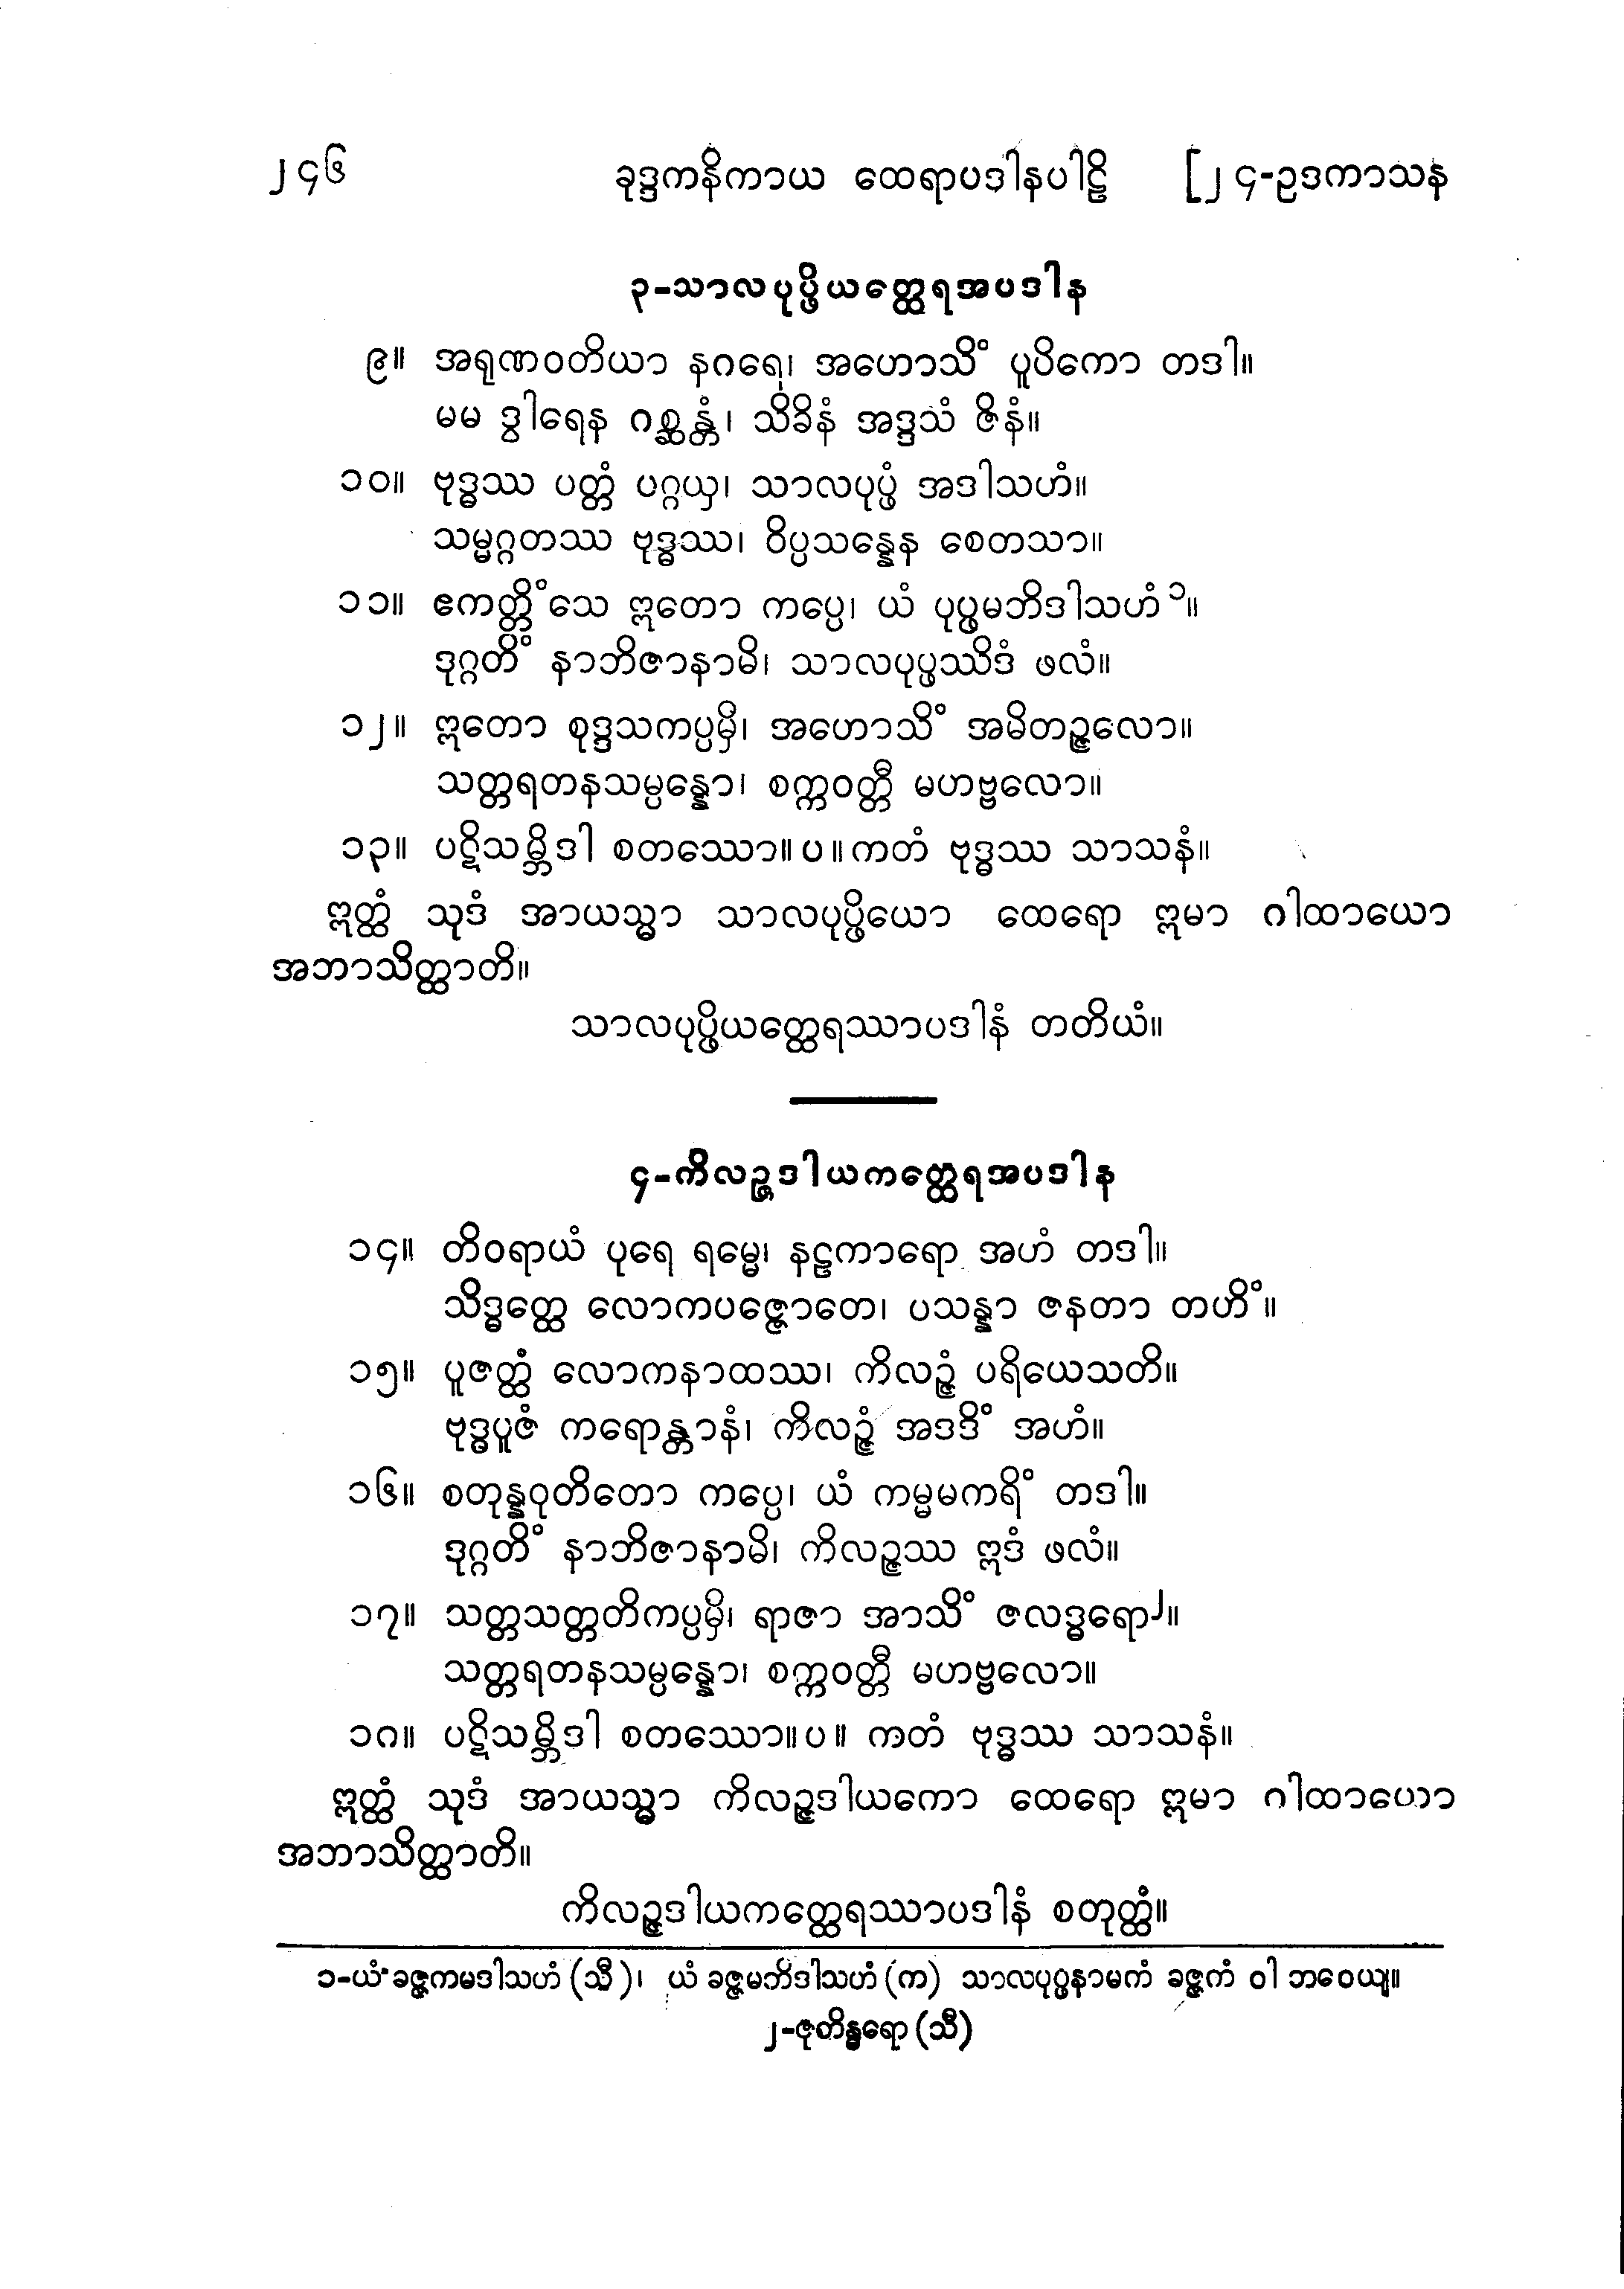 ၂၄၆ ခုဒ္ဒကနိကာယ ထေရာပဒါနပါဠိ [၂၄-ဥဒကာသန
၃-သာလပုပ္ဖိယတ္ထေရအပဒါန
၉။ အရုဏဝတိယာ နဂရေ၊ အဟောသိံ ပူပိကော တဒါ။
မမ ဒွါရေန ဂစ္ဆန္တံ၊ သိခိနံ အဒ္ဒသံ ဇိနံ။
၁၀။ ဗုဒ္ဓဿ ပတ္တံ ပဂ္ဂယှ၊ သာလပုပ္ဖံ အဒါသဟံ။
သမ္မဂ္ဂတဿ ဗုဒ္ဓဿ၊ ဝိပ္ပသန္နေန စေတသာ။
၁၁။ ဧကတ္တိံသေ ဣတော ကပ္ပေ၊ ယံ ပုပ္ဖမဘိဒါသဟံ၁။
ဒုဂ္ဂတိံ နာဘိဇာနာမိ၊ သာလပုပ္ဖဿိဒံ ဖလံ။
၁၂။ ဣတော စုဒ္ဒသကပ္ပမှိ၊ အဟောသိံ အမိတဉ္ဇလော။
သတ္တရတနသမ္ပန္နော၊ စက္ကဝတ္တီ မဟဗ္ဗလော။
၁၃။ ပဋိသမ္ဘိဒါ စတဿော။ ပ။ ကတံ ဗုဒ္ဓဿ သာသနံ။
ဣတ္ထံ သုဒံ အာယသ္မာ သာလပုပ္ဖိယော ထေရော ဣမာ ဂါထာယော
အဘာသိတ္ထာတိ။
သာလပုပ္ဖိယတ္ထေရဿာပဒါနံ တတိယံ။
၄-ကိလဉ္ဇဒါယကတ္ထေရအပဒါန
၁၄။ တိဝရာယံ ပုရေ ရမ္မေ၊ နဠကာရော အဟံ တဒါ။
သိဒ္ဓတ္ထေ လောကပဇ္ဇောတေ၊ ပသန္နာ ဇနတာ တဟိံ။
၁၅။ ပူဇတ္ထံ လောကနာထဿ၊ ကိလဉ္ဇံ ပရိယေသတိ။
ဗုဒ္ဓပူဇံ ကရောန္တာနံ၊ ကိလဉ္ဇံ အဒဒိံ အဟံ။
၁၆။ စတုန္နဝုတိတော ကပ္ပေ၊ ယံ ကမ္မမကရိံ တဒါ။
ဒုဂ္ဂတိံ နာဘိဇာနာမိ၊ ကိလဉ္ဇဿ ဣဒံ ဖလံ။
၁၇။ သတ္တသတ္တတိကပ္ပမှိ၊ ရာဇာ အာသိံ ဇလဒ္ဓရော၂။
သတ္တရတနသမ္ပန္နော၊ စက္ကဝတ္တီ မဟဗ္ဗလော။
၁၈။ ပဋိသမ္ဘိဒါ စတဿော။ ပ။ ကတံ ဗုဒ္ဓဿ သာသနံ။
ဣတ္ထံ သုဒံ အာယသ္မာ ကိလဉ္ဇဒါယကော ထေရော ဣမာ ဂါထာယော
အဘာသိတ္ထာတိ။
ကိလဉ္ဇဒါယကတ္ထေရဿာပဒါနံ စတုတ္ထံ။
၁-ယံ ခဇ္ဇကမဒါသဟံ (သီ)၊ ယံ ခဇ္ဇမဘိဒါသဟံ (က) သာလပုပ္ဖနာမကံ ခဇ္ဇကံ ဝါ ဘဝေယျ။
၂-ဇုတိန္ဓရော (သီ)